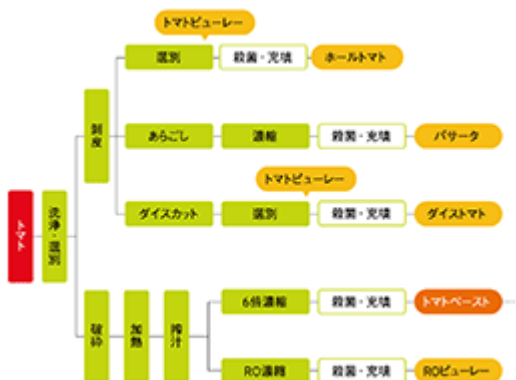 トマトピューレー
選別
殺菌・充填
ホールトマト
剥皮
あらごし
濃縮
殺菌・充填
パサータ
トマトピューレー
ダイスカット
選別
殺菌・充填
ダイストマト
トマト
洗浄・選別
破砕
加熱
搾汁
6倍濃縮
殺菌・充填
トマトペースト
RO濃縮
殺菌・充填
ROピューレー